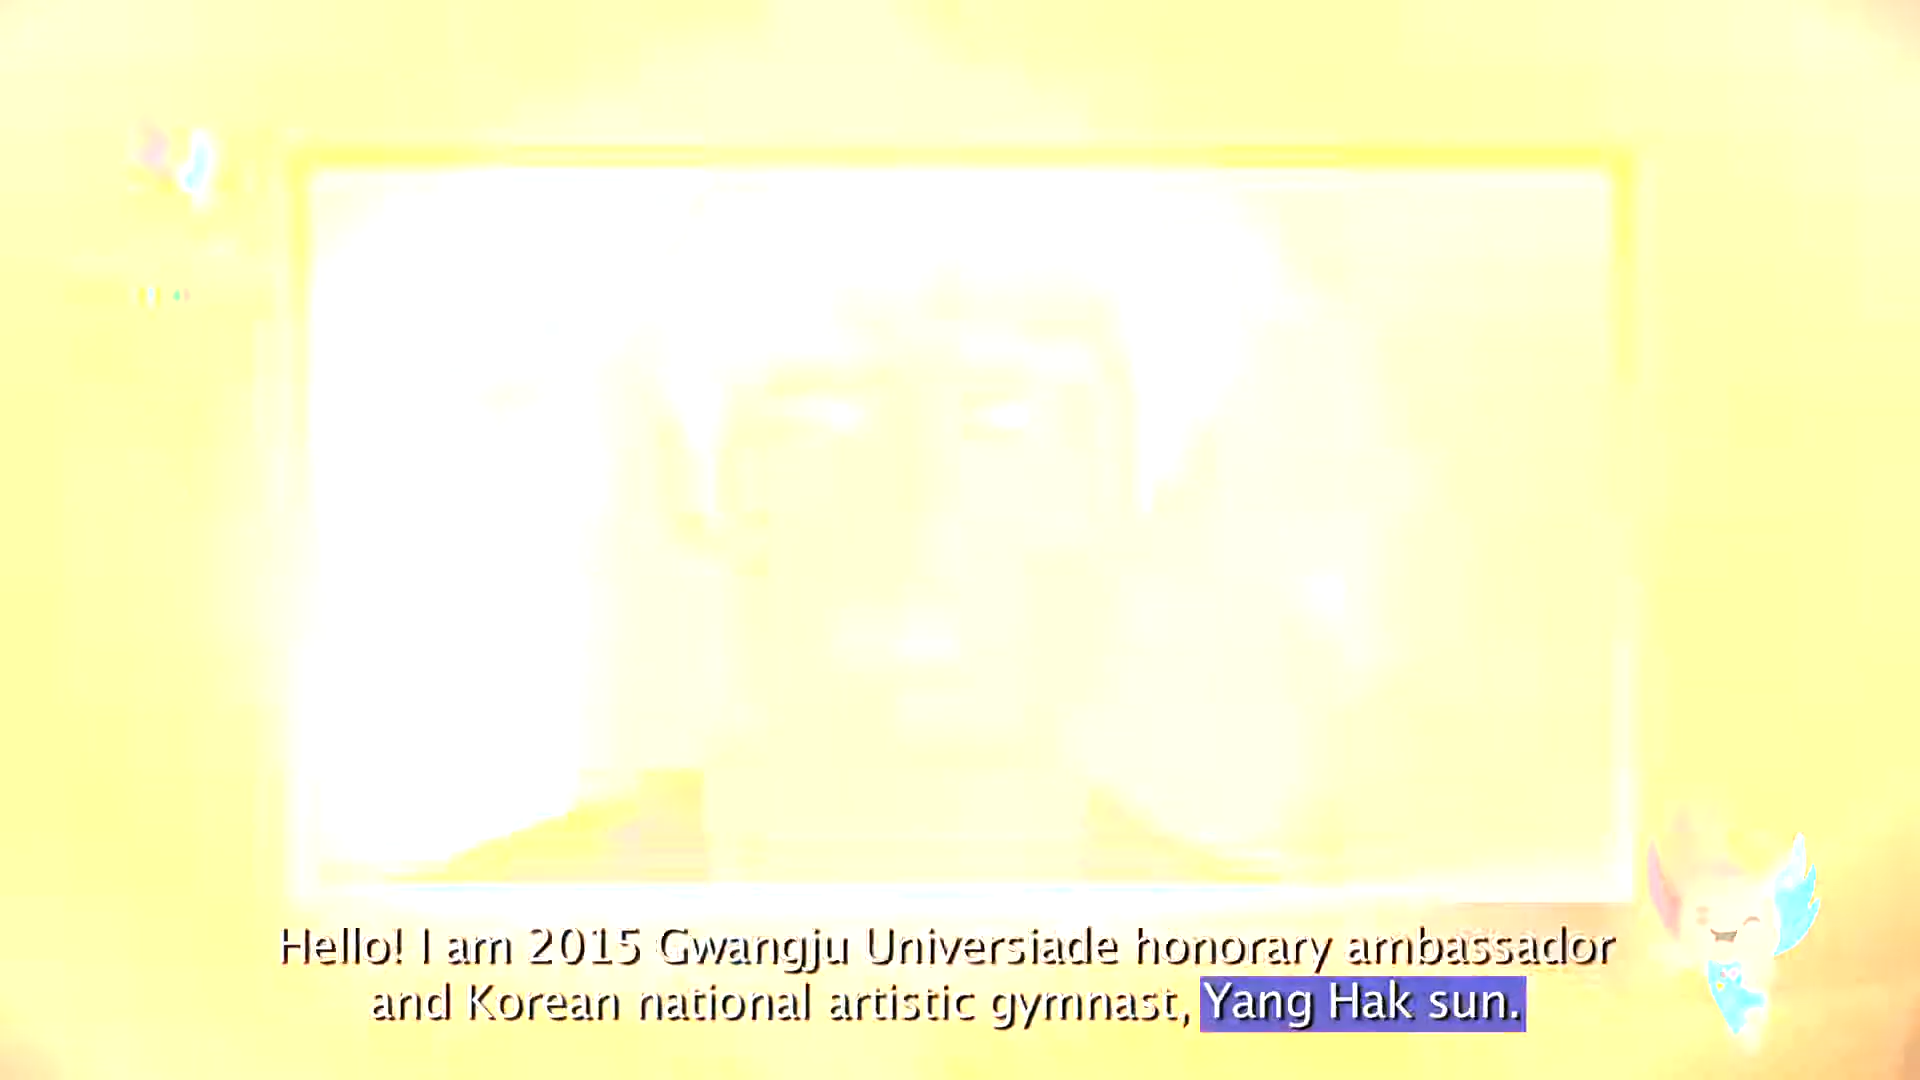 Hello! I am 2015 Gwangju Universiade honorary ambassador
and Korean national artistic gymnast, Yang Hak sun.